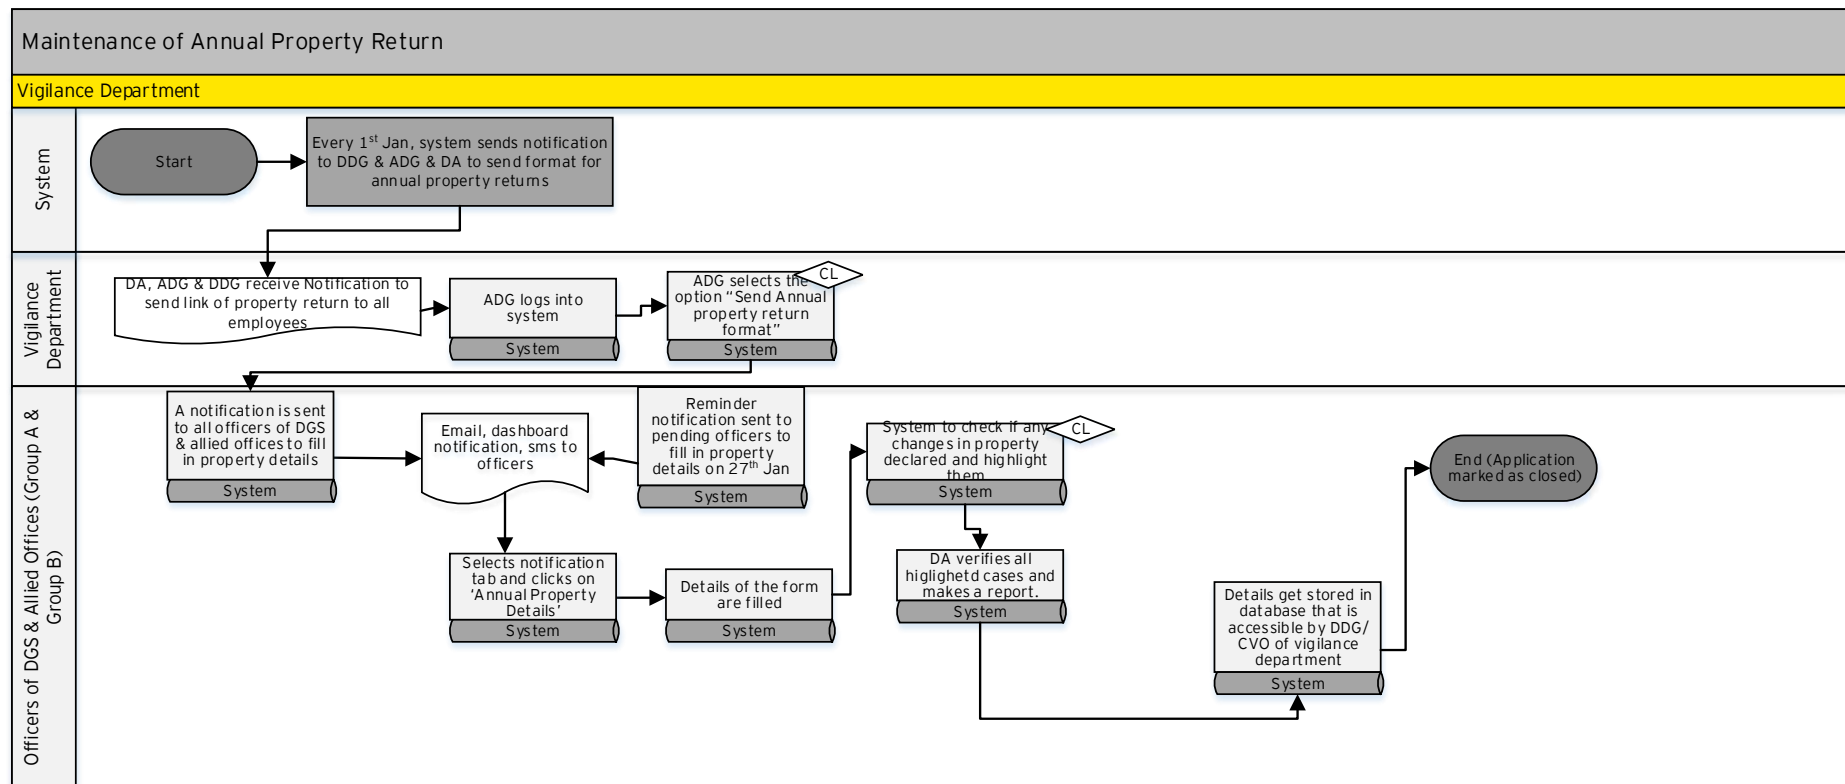 Maintenance of Annual Property Return
Vigilance Department
System
Start
Every 1st Jan, system sends notification
to DDG & ADG & DA to send format for
annual property returns
Vigilance
Department
DA, ADG & DDG receive Notification to
send link of property return to all
employees
ADG logs into
system
System
CL
ADG selects the
option “Send Annual
property return
format”
System
Officers of DGS & Allied Offices (Group A &
Group B)
A notification is sent
to all officers of DGS
& allied offices to fill
in property details
System
Email, dashboard
notification, sms to
officers
Reminder
notification sent to
pending officers to
fill in property
details on 27th Jan
System
Selects notification
tab and clicks on
‘Annual Property
Details’
System
Details of the form
are filled
System
CL
System to check if any
changes in property
declared and highlight
them
System
DA verifies all
higlighetd cases and
makes a report.
System
Details get stored in
database that is
accessible by DDG/
CVO of vigilance
department
System
End (Application
marked as closed)